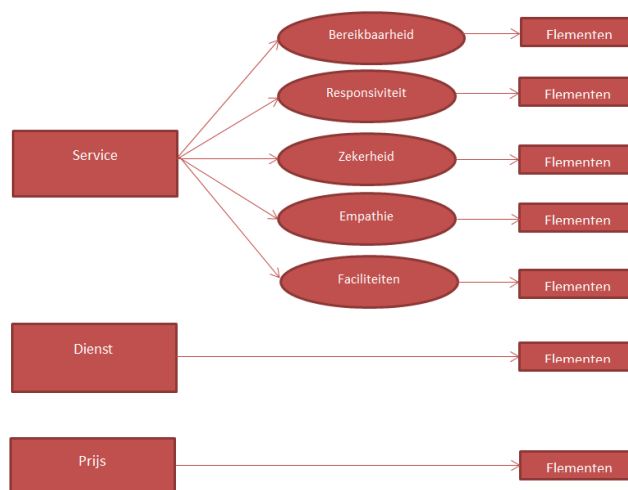 Bereikbaarheid
Elementen
Responsiviteit
Elementen
Service
Zekerheid
Elementen
Empathie
Elementen
Faciliteiten
Elementen
Dienst
Elementen
Prijs
Elementen